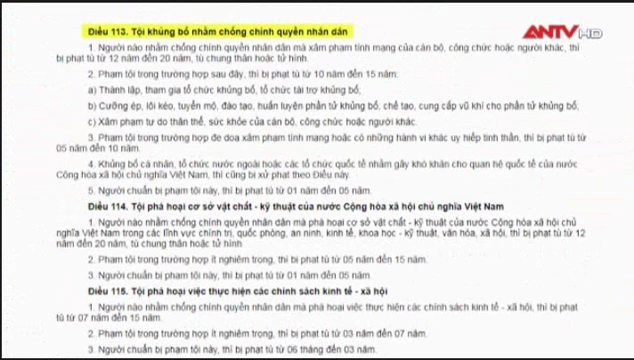 Điều 113. Tội khủng bố nhằm chống chính quyền nhân dân
ANTV HD
1. Người nào nhằm chống chính quyền nhân dân mà xâm phạm tính mạng của cán bộ, công chức hoặc người khác, thì
bị phạt tù từ 12 năm đến 20 năm, tù chung thân hoặc tử hình.
2. Phạm tội trong trường hợp sau đây, thì bị phạt tù từ 10 năm đến 15 năm:
a) Thành lập, tham gia tổ chức khủng bố, tổ chức tài trợ khủng bố;
b) Cưỡng ép, lôi kéo, tuyển mộ, đào tạo, huấn luyện phần tử khủng bố; chế tạo, cung cấp vũ khí cho phần tử khủng bố;
c) Xâm phạm tự do thân thể, sức khỏe của cán bộ, công chức hoặc người khác.
3. Phạm tội trong trường hợp đe dọa xâm phạm tính mạng hoặc có những hành vi khác uy hiếp tinh thần, thì bị phạt tù từ
05 năm đến 10 năm.
4. Khủng bố cá nhân, tổ chức nước ngoài hoặc các tổ chức quốc tế nhằm gây khó khăn cho quan hệ quốc tế của nước
Cộng hòa xã hội chủ nghĩa Việt Nam, thì cũng bị xử phạt theo Điều này.
5. Người chuẩn bị phạm tội này, thì bị phạt tù từ 01 năm đến 05 năm.
Điều 114. Tội phá hoại cơ sở vật chất - kỹ thuật của nước Cộng hòa xã hội chủ nghĩa Việt Nam
1. Người nào nhằm chống chính quyền nhân dân mà phá hoại cơ sở vật chất - kỹ thuật của nước Cộng hòa xã hội chủ
nghĩa Việt Nam trong các lĩnh vực chính trị, quốc phòng, an ninh, kinh tế, khoa học - kỹ thuật, văn hóa, xã hội, thì bị phạt tù từ 12
năm đến 20 năm, tù chung thân hoặc tử hình.
2. Phạm tội trong trường hợp ít nghiêm trọng, thì bị phạt tù từ 05 năm đến 15 năm.
3. Người chuẩn bị phạm tội này, thì bị phạt tù từ 01 năm đến 05 năm.
Điều 115. Tội phá hoại việc thực hiện các chính sách kinh tế - xã hội
1. Người nào nhằm chống chính quyền nhân dân mà phá hoại việc thực hiện các chính sách kinh tế - xã hội, thì bị phạt
tù từ 07 năm đến 15 năm.
2. Phạm tội trong trường hợp ít nghiêm trọng, thì bị phạt tù từ 03 năm đến 07 năm.
3. Người chuẩn bị phạm tội này, thì bị phạt tù từ 06 tháng đến 03 năm.